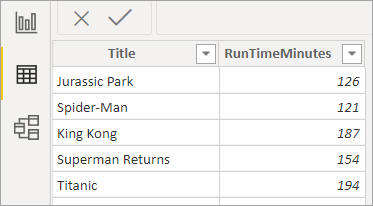 Title RunTimeMinutes
Jurassic Park 126
Spider-Man 121
King Kong 187
Superman Returns 154
Titanic 194